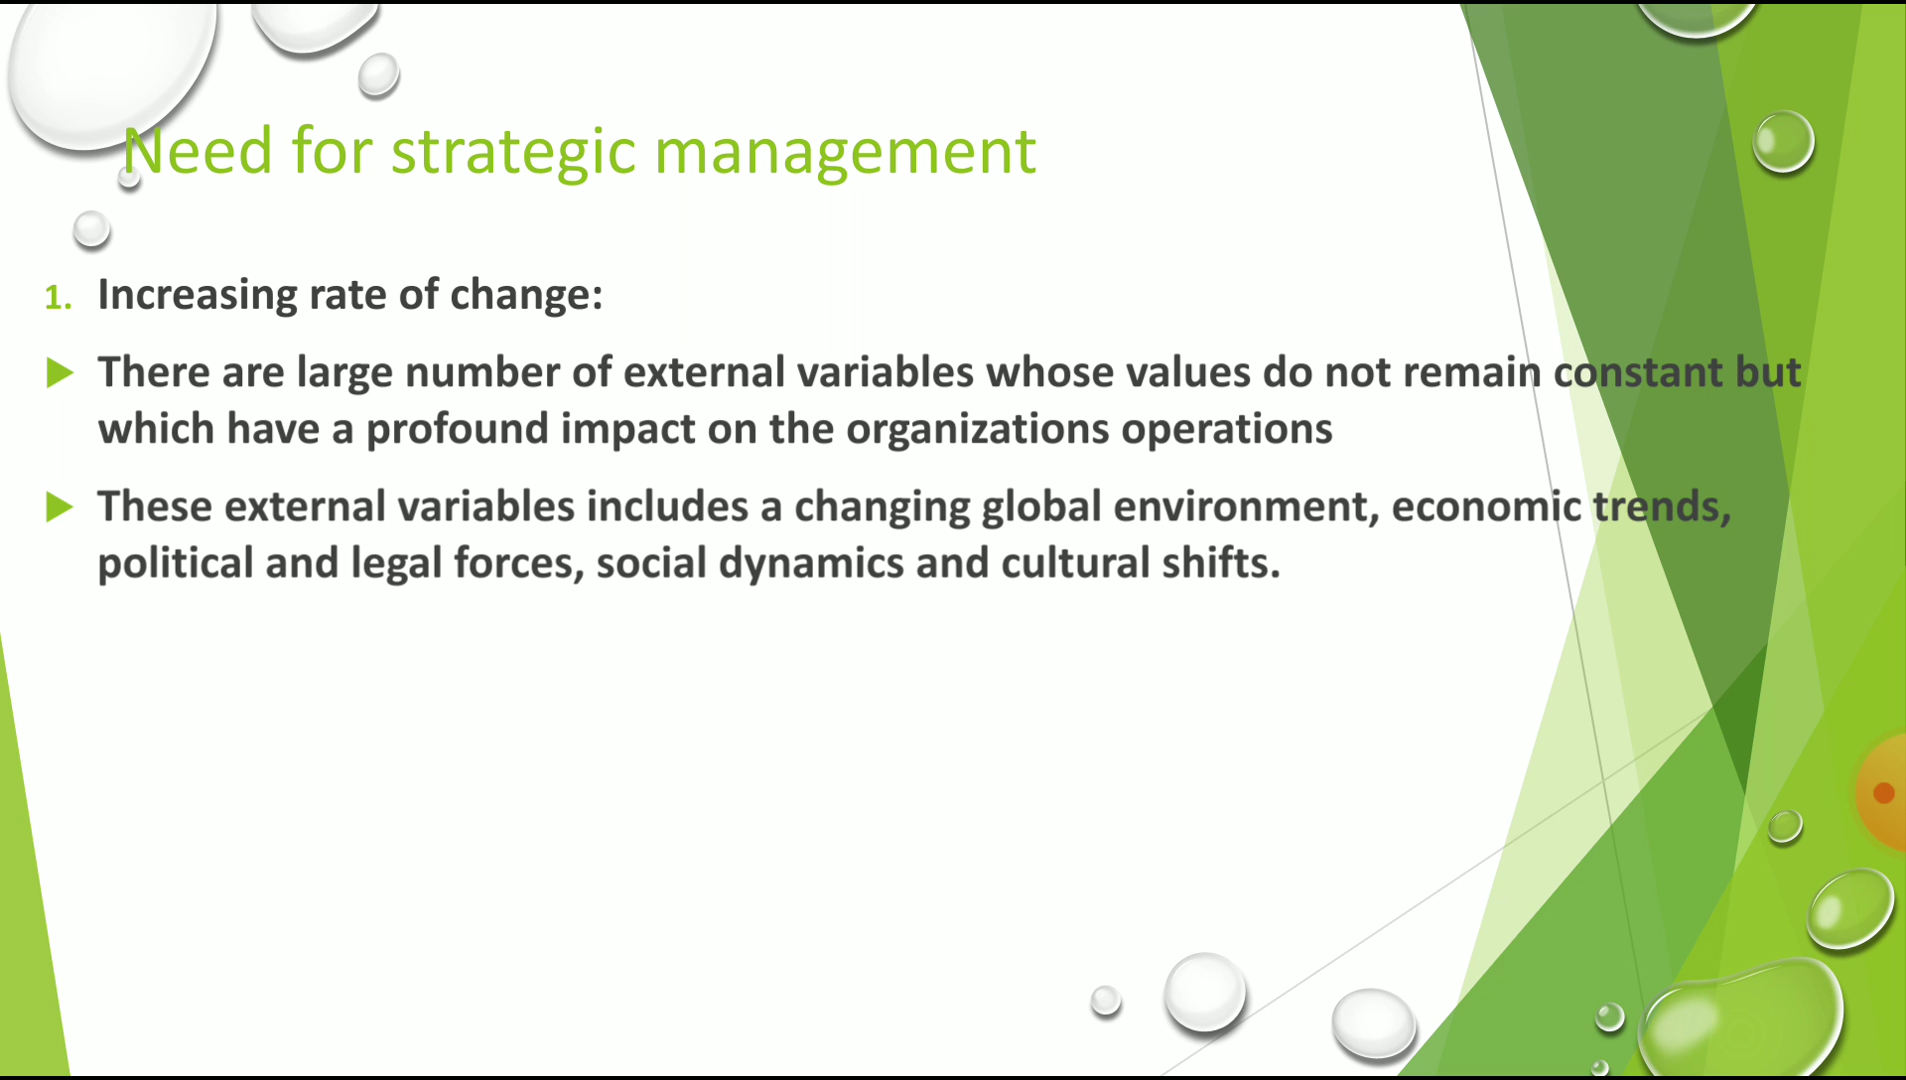 Need for strategic management
1. Increasing rate of change:
There are large number of external variables whose values do not remain constant but
which have a profound impact on the organizations operations
These external variables includes a changing global environment, economic trends,
political and legal forces, social dynamics and cultural shifts.